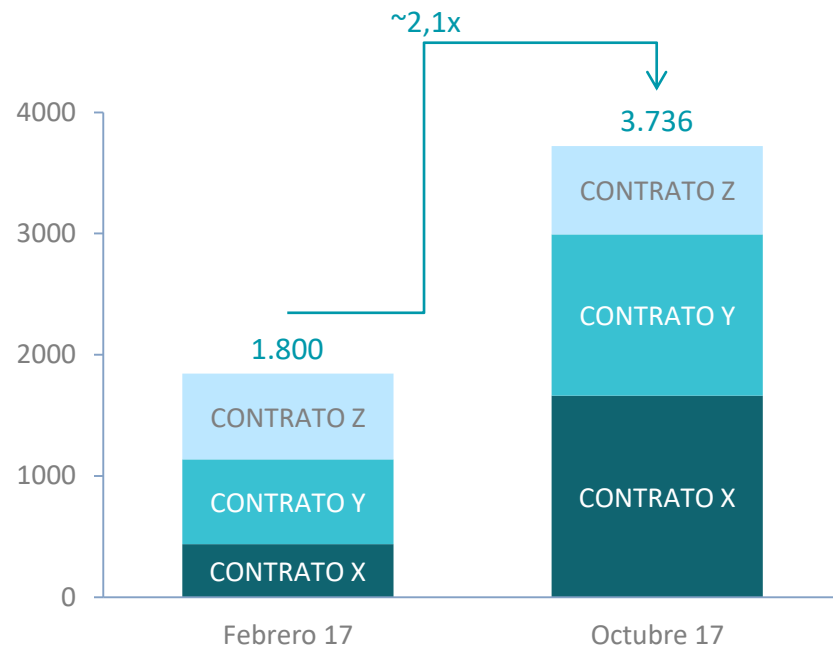 ~2,1x
4000
3.736
CONTRATO Z
3000
CONTRATO Y
2000
1.800
CONTRATO Z
CONTRATO X
1000
CONTRATO Y
CONTRATO X
0
Febrero 17
Octubre 17